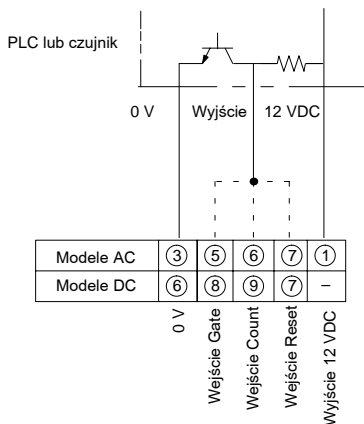 PLC lub czujnik
0 V Wyjście 12 VDC
Modele AC 3 5 6 7 1
Modele DC 6 8 9 7 –
0 V
Wejście Gate
Wejście Count
Wejście Reset
Wyjście 12 VDC